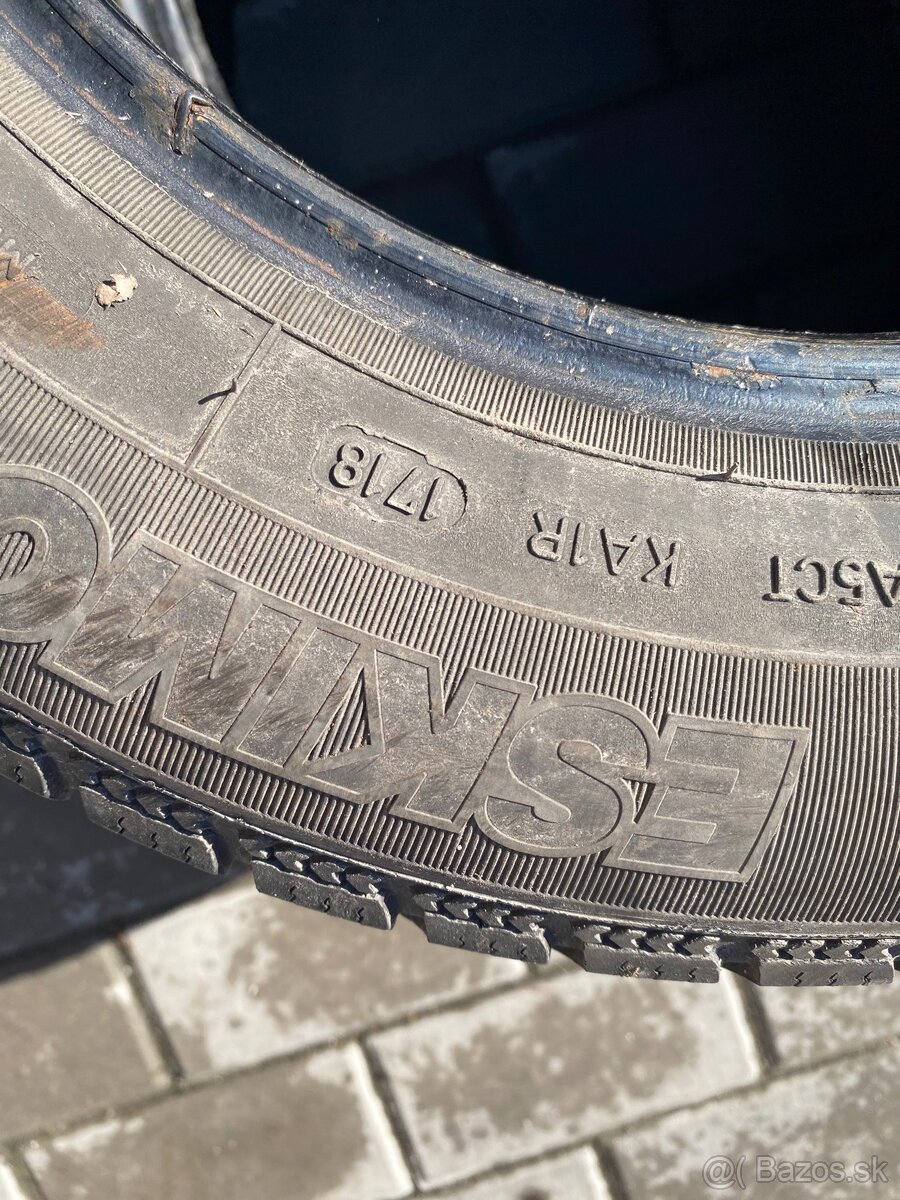 A5CT KA1R 1718
ESKIMO
@( Bazos.sk